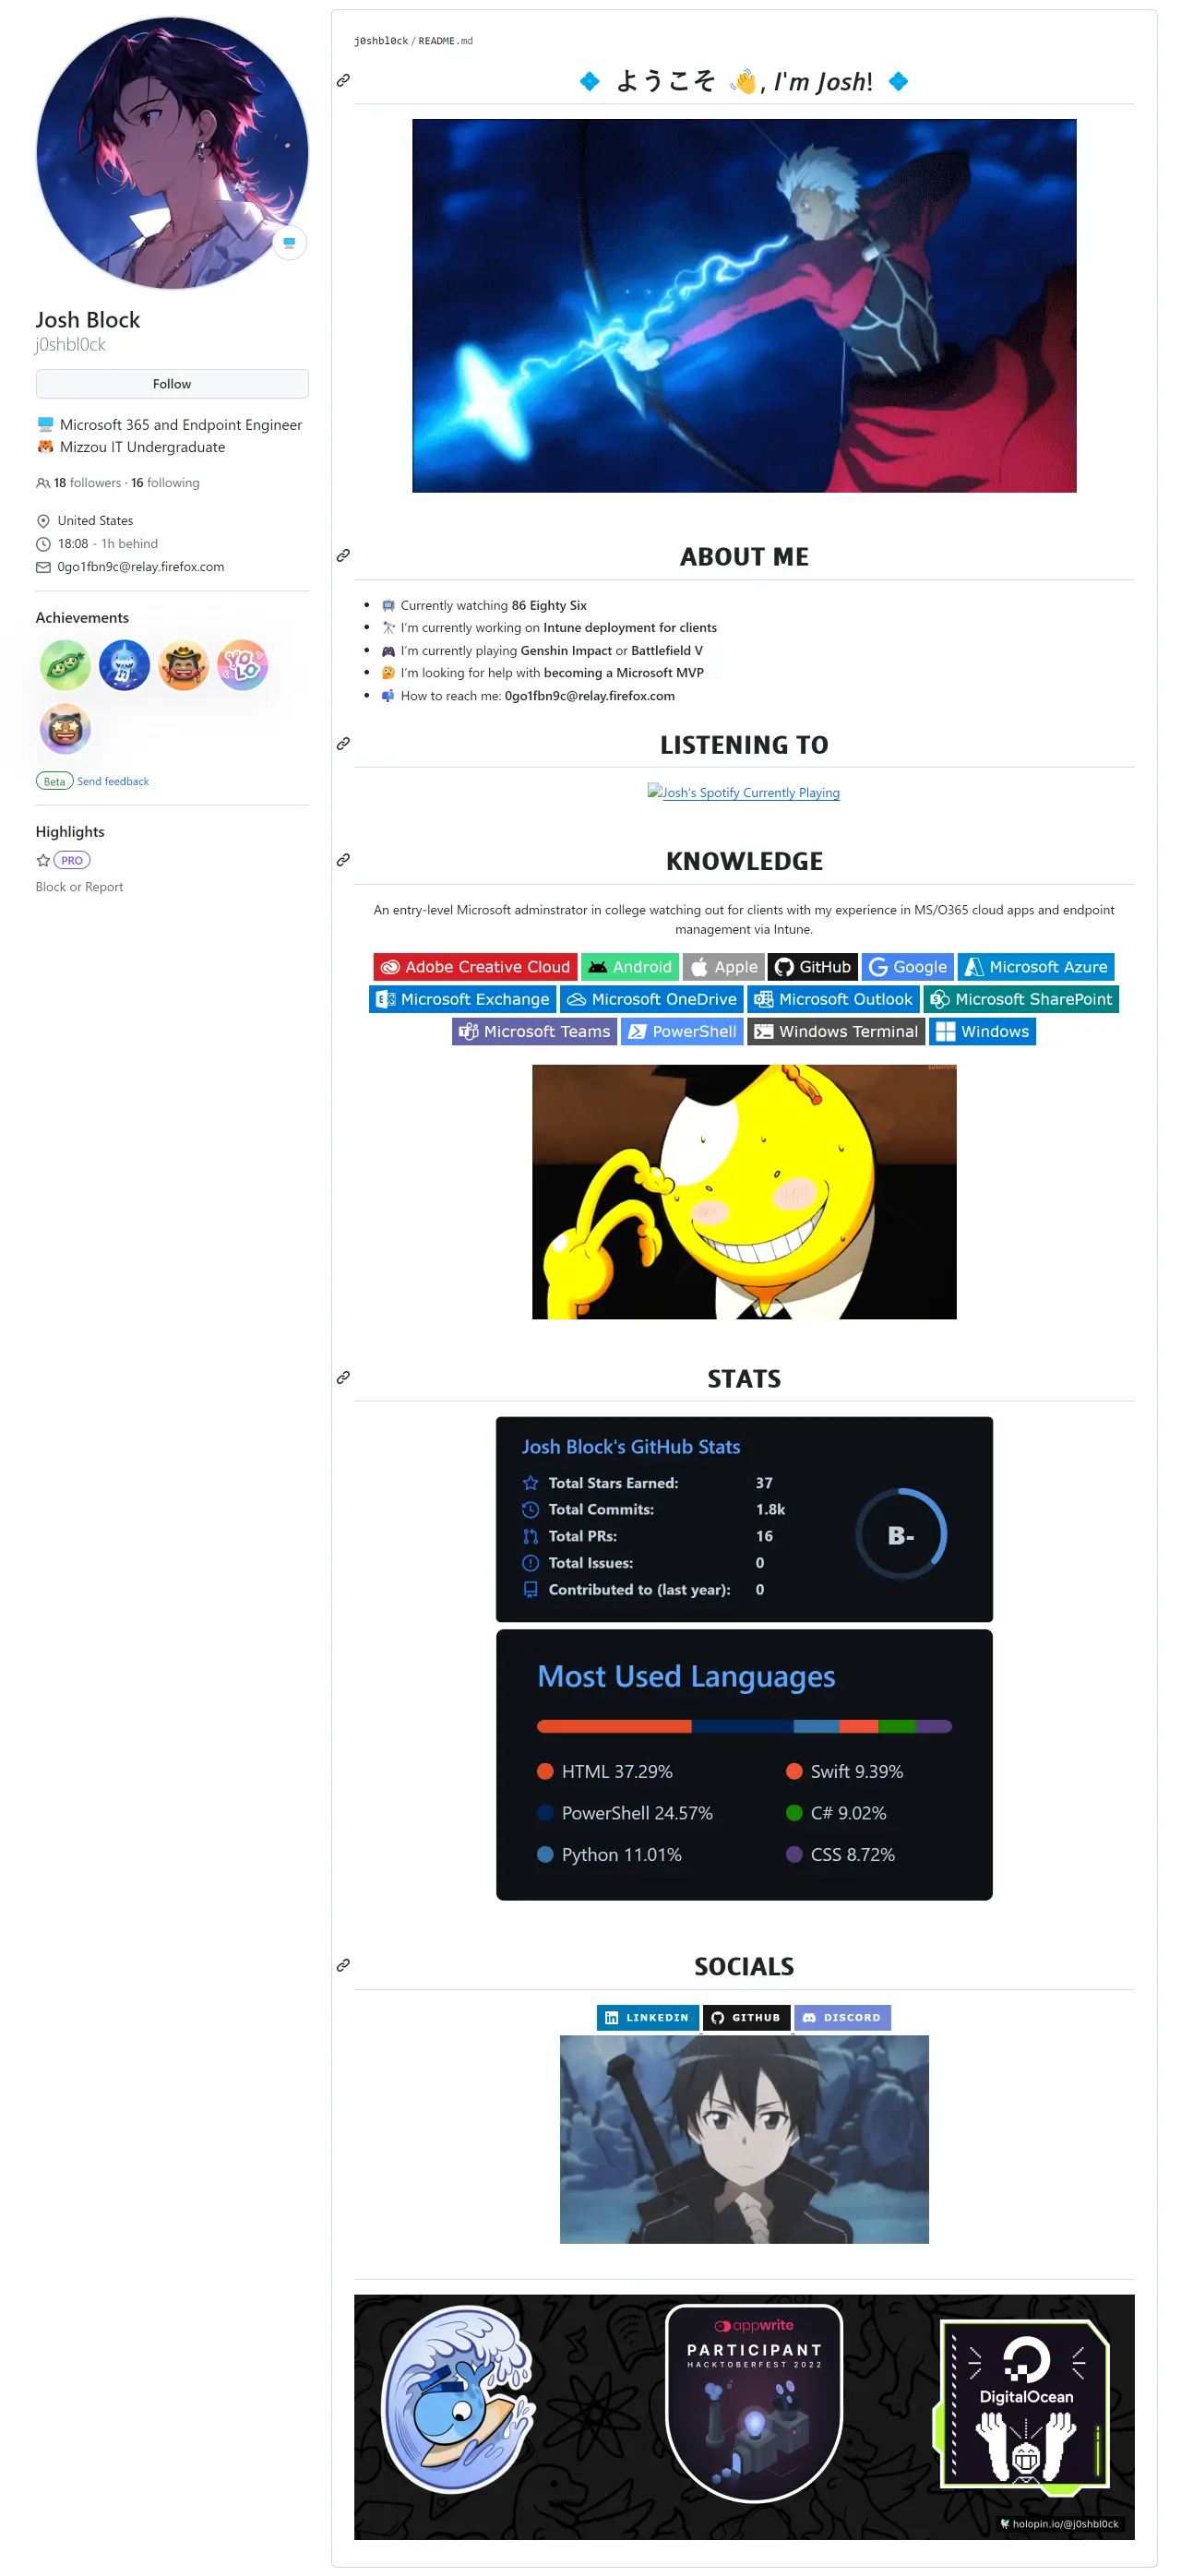 Josh Block
j0shbl0ck
Follow
🖥️ Microsoft 365 and Endpoint Engineer
🐯 Mizzou IT Undergraduate
18 followers · 16 following
United States
18:08 - 1h behind
0go1fbn9c@relay.firefox.com
Achievements
YOLO
Beta Send feedback
Highlights
PRO
Block or Report
j0shbl0ck / README.md
💠 ようこそ 👋, I'm Josh! 💠
ABOUT ME
• 📺 Currently watching 86 Eighty Six
• 🔭 I'm currently working on Intune deployment for clients
• 🎮 I'm currently playing Genshin Impact or Battlefield V
• 🤔 I'm looking for help with becoming a Microsoft MVP
• 📫 How to reach me: 0go1fbn9c@relay.firefox.com
LISTENING TO
Josh's Spotify Currently Playing
KNOWLEDGE
An entry-level Microsoft adminstrator in college watching out for clients with my experience in MS/O365 cloud apps and endpoint
management via Intune.
Adobe Creative Cloud Android Apple GitHub Google Microsoft Azure
Microsoft Exchange Microsoft OneDrive Microsoft Outlook Microsoft SharePoint
Microsoft Teams PowerShell Windows Terminal Windows
STATS
Josh Block's GitHub Stats
Total Stars Earned: 37
Total Commits: 1.8k
Total PRs: 16
Total Issues: 0
Contributed to (last year): 0
B-
Most Used Languages
HTML 37.29% Swift 9.39%
PowerShell 24.57% C# 9.02%
Python 11.01% CSS 8.72%
SOCIALS
LINKEDIN GITHUB DISCORD
appwrite
PARTICIPANT
HACKTOBERFEST 2022
DigitalOcean
holopin.io/@j0shbl0ck